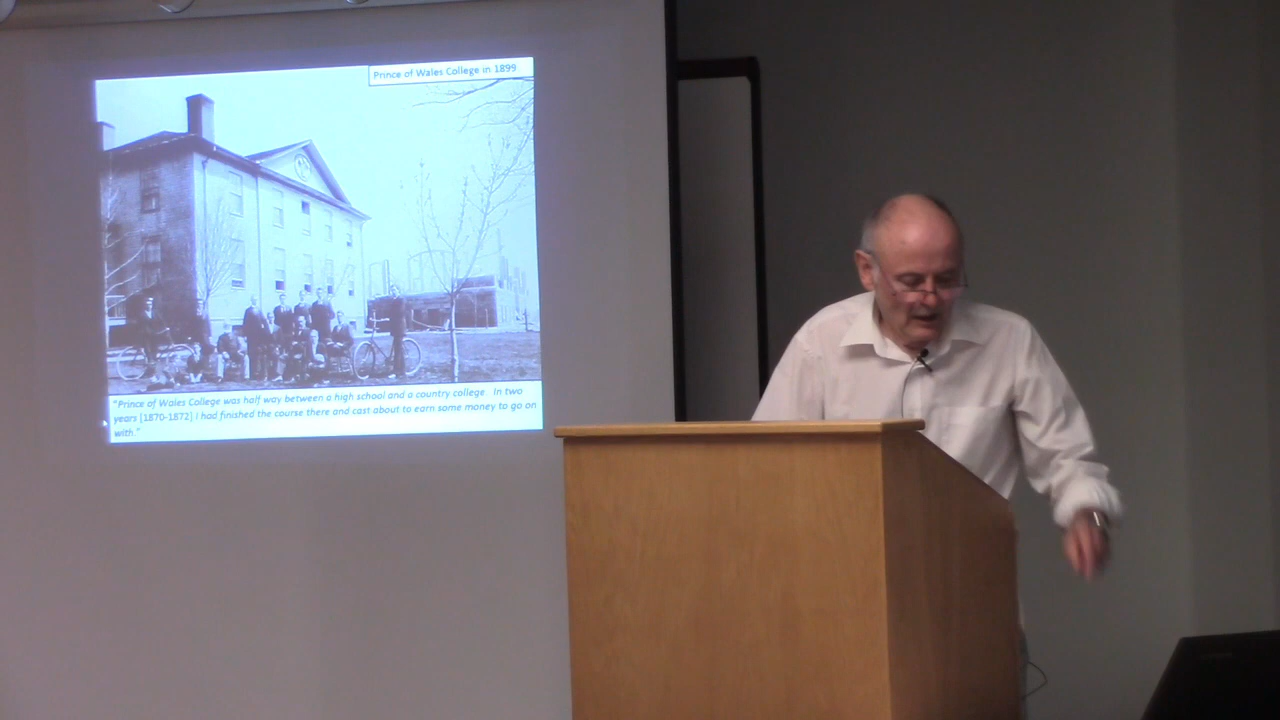 Prince of Wales College in 1899
"Prince of Wales College was half way between a high school and a country college. In two
years [1870-1872] I had finished the course there and cast about to earn some money to go on
with."